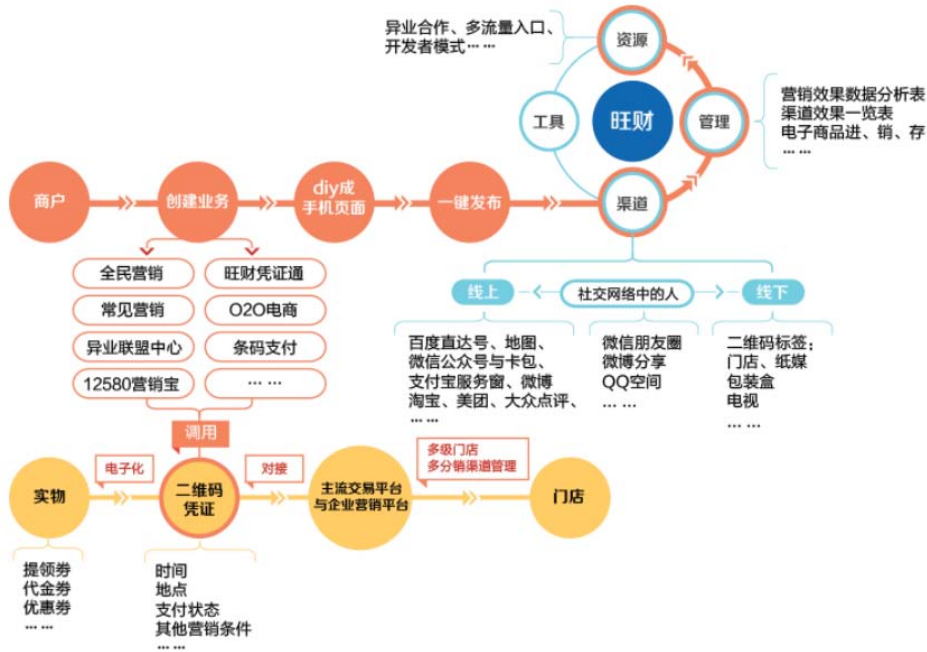 异业合作、多流量入口、
开发者模式… …
资源
工具
旺财
管理
营销效果数据分析表
渠道效果一览表
电子商品进、销、存
… …
商户
创建业务
diy成
手机页面
一键发布
渠道
全民营销
旺财凭证通
常见营销
O2O电商
异业联盟中心
条码支付
12580营销宝
… …
线上
社交网络中的人
线下
百度直达号、地图、
微信公众号与卡包、
支付宝服务窗、微博
淘宝、美团、大众点评、
… …
微信朋友圈
微博分享
QQ空间
… …
二维码标签：
门店、纸媒
包装盒
电视
… …
调用
实物
电子化
二维码
凭证
对接
主流交易平台
与企业营销平台
多级门店
多分销渠道管理
门店
提领券
代金券
优惠券
… …
时间
地点
支付状态
其他营销条件
… …